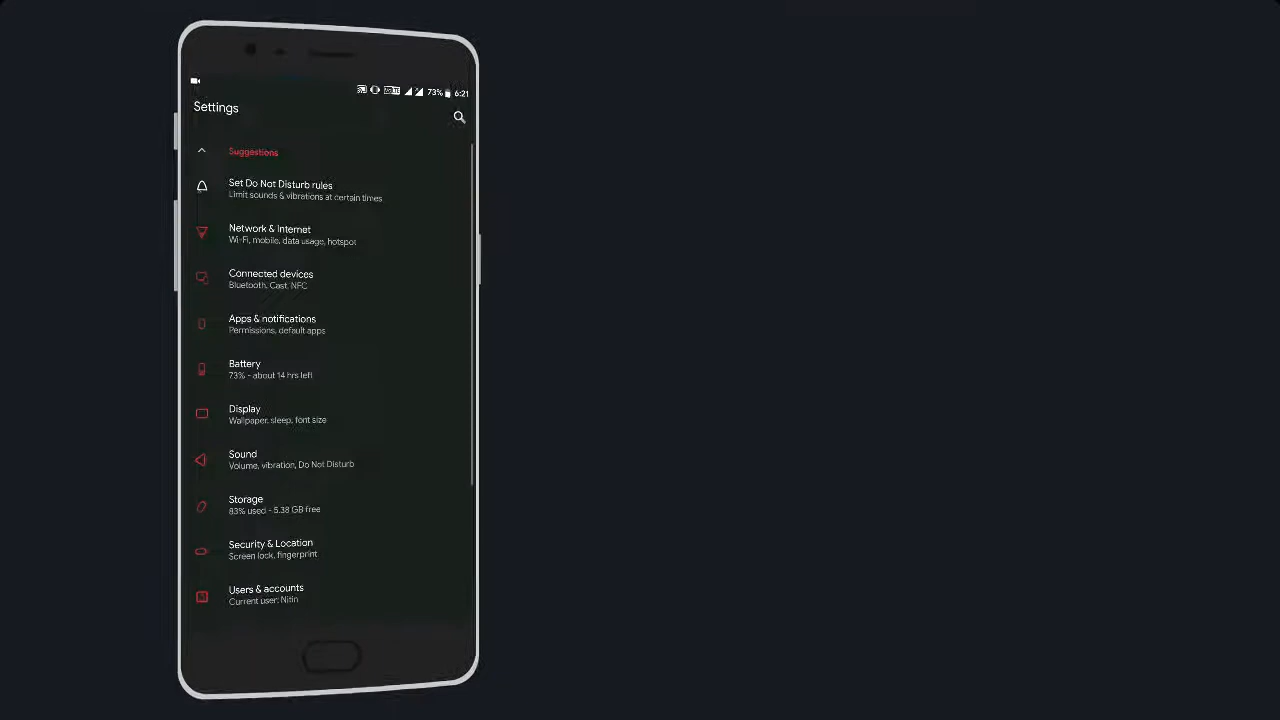 73% 6:21
Settings
Suggestions
Set Do Not Disturb rules
Limit sounds & vibrations at certain times
Network & Internet
Wi-Fi, mobile, data usage, hotspot
Connected devices
Bluetooth, Cast, NFC
Apps & notifications
Permissions, default apps
Battery
73% - about 14 hrs left
Display
Wallpaper, sleep, font size
Sound
Volume, vibration, Do Not Disturb
Storage
83% used - 5.38 GB free
Security & Location
Screen lock, fingerprint
Users & accounts
Current user: Nitin